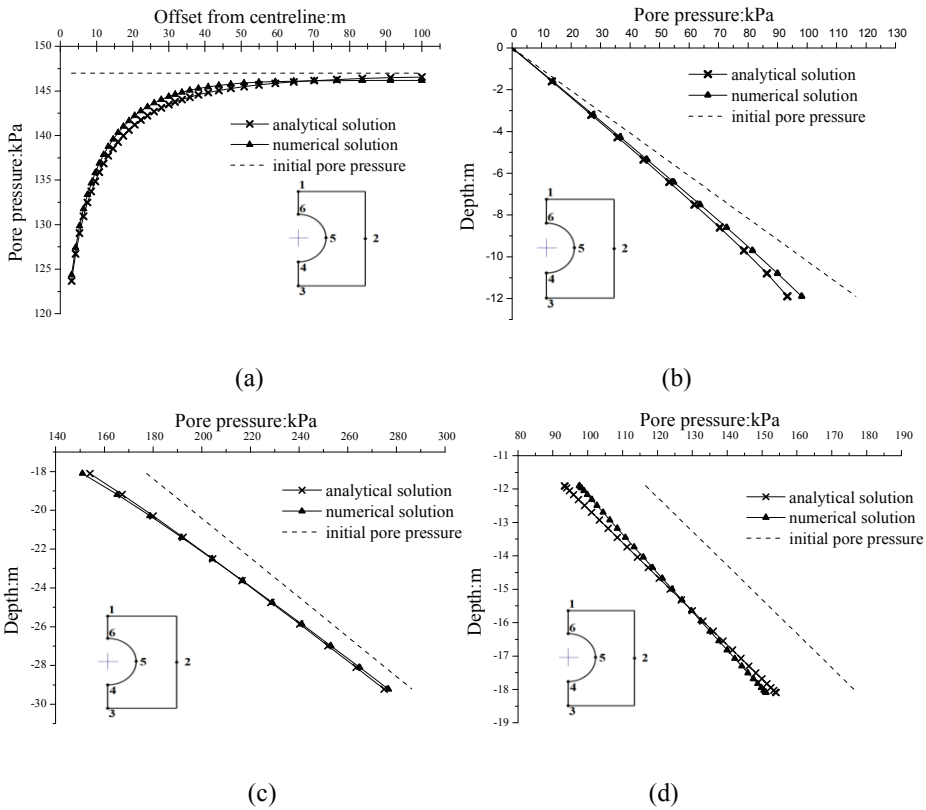 Offset from centreline:m
0 5 10 15 20 25 30 35 40 45 50 60 70 80 90 100
150
145
140
135
130
125
120
Pore pressure:kPa
analytical solution
numerical solution
initial pore pressure
1
6
5
2
4
3
(a)
Pore pressure:kPa
0 10 20 30 40 50 60 70 80 90 100 110 120 130
0
-2
-4
-6
-8
-10
-12
Depth:m
analytical solution
numerical solution
initial pore pressure
1
6
5
2
4
3
(b)
Pore pressure:kPa
140 160 180 200 220 240 260 280 300
-18
-20
-22
-24
-26
-28
-30
Depth:m
analytical solution
numerical solution
initial pore pressure
1
6
5
2
4
3
(c)
Pore pressure:kPa
80 90 100 110 120 130 140 150 160 170 180 190
-11
-12
-13
-14
-15
-16
-17
-18
-19
Depth:m
analytical solution
numerical solution
initial pore pressure
1
6
5
2
4
3
(d)